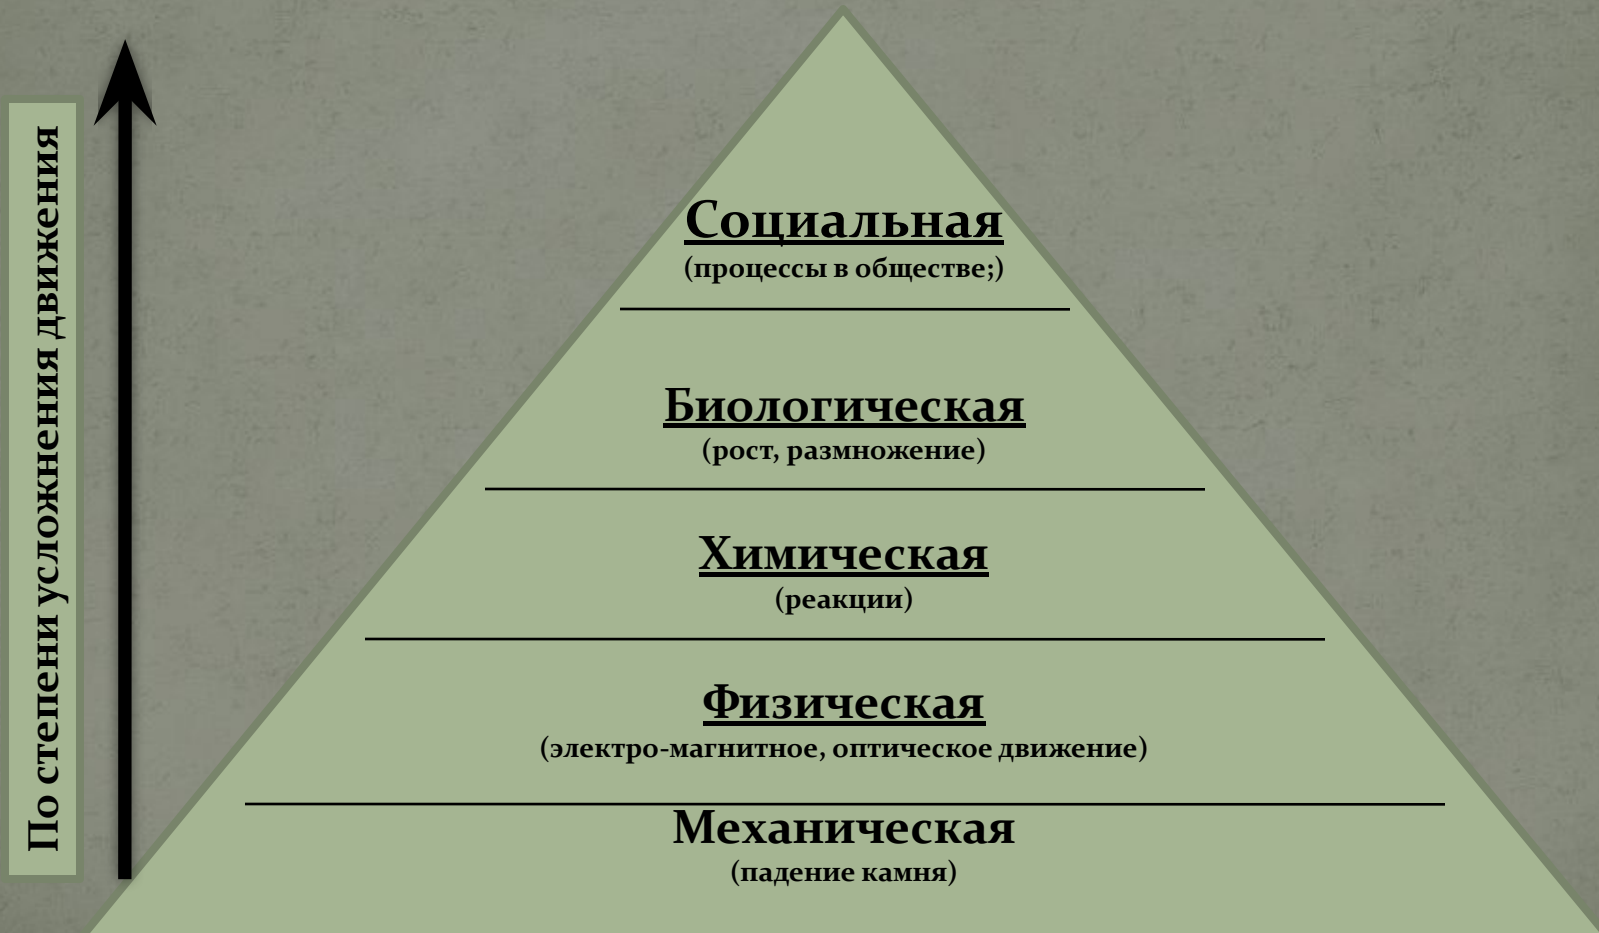 По степени усложнения движения
Социальная
(процессы в обществе;)
Биологическая
(рост, размножение)
Химическая
(реакции)
Физическая
(электро-магнитное, оптическое движение)
Механическая
(падение камня)